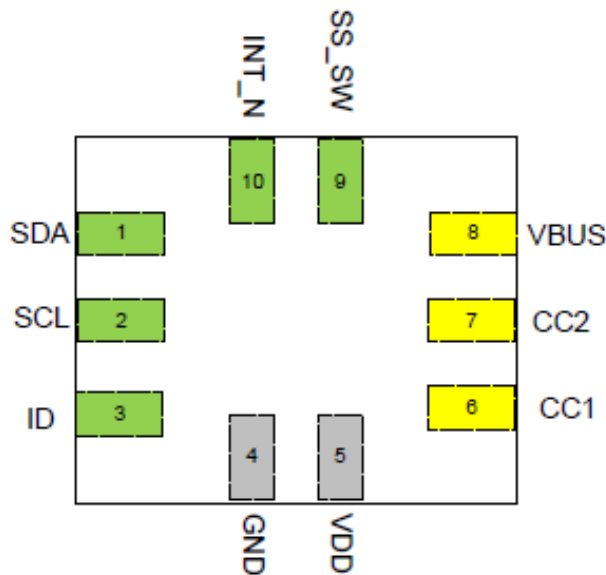 INT_N
SS_SW
10
9
SDA
1
8
VBUS
SCL
2
7
CC2
ID
3
6
CC1
4
5
GND
VDD